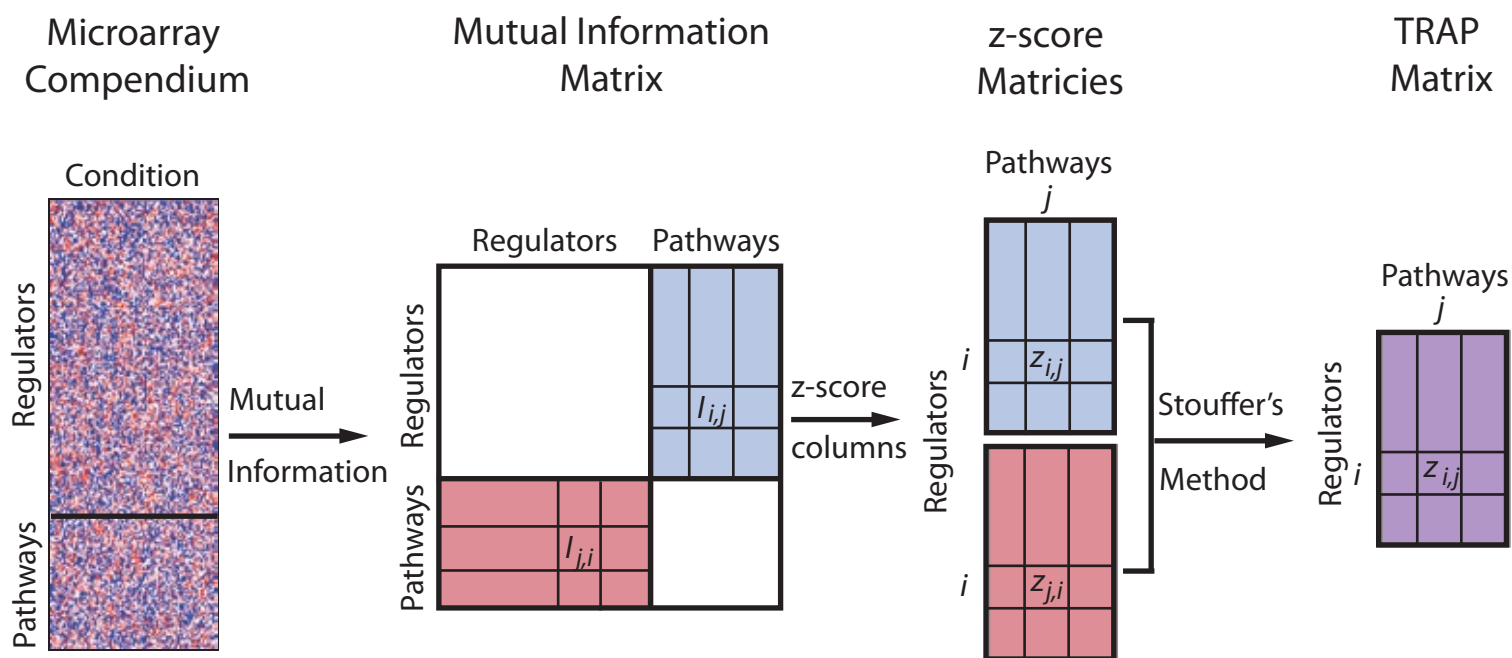 Microarray
Compendium
Mutual Information
Matrix
z-score
Matricies
TRAP
Matrix
Condition
Regulators
Pathways
Mutual
Information
Regulators
Pathways
Regulators
Pathways
I i,j
I j,i
z-score
columns
Pathways
j
Regulators
i
z i,j
i
z j,i
Stouffer's
Method
Pathways
j
Regulators
i
z i,j